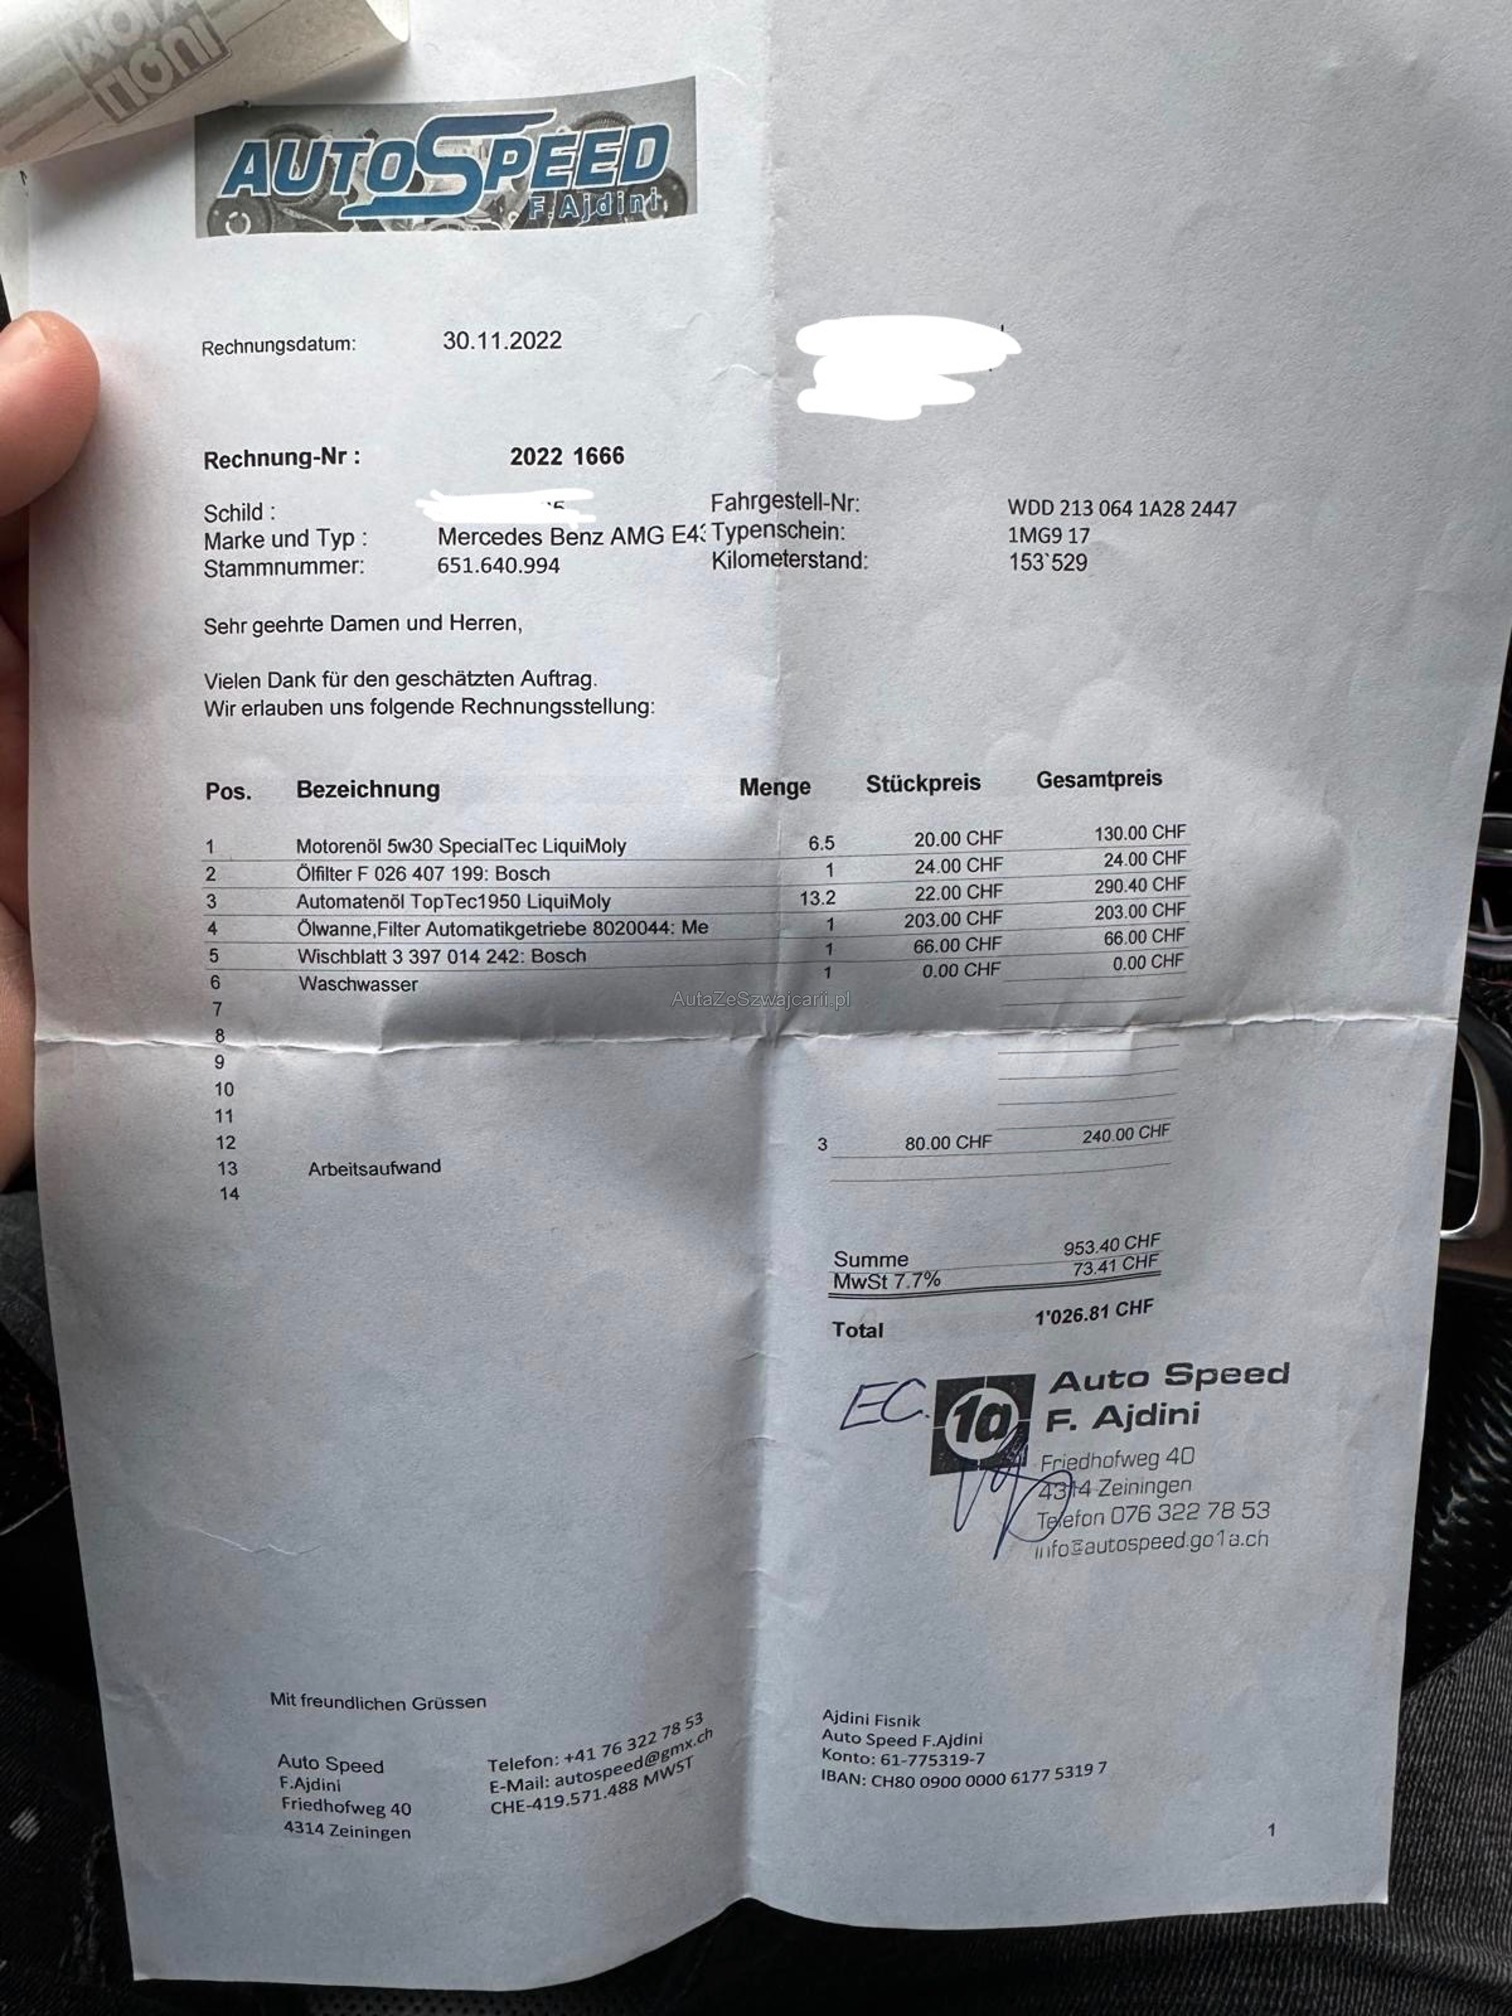 AUTOSPEED
F. Ajdini
Rechnungsdatum: 30.11.2022
Rechnung-Nr : 2022 1666
Schild :
Fahrgestell-Nr: WDD 213 064 1A28 2447
Marke und Typ : Mercedes Benz AMG E43 Typenschein: 1MG9 17
Stammnummer: 651.640.994 Kilometerstand: 153`529
Sehr geehrte Damen und Herren,
Vielen Dank für den geschätzten Auftrag.
Wir erlauben uns folgende Rechnungsstellung:
Pos. Bezeichnung Menge Stückpreis Gesamtpreis
1 Motorenöl 5w30 SpecialTec LiquiMoly 6.5 20.00 CHF 130.00 CHF
2 Ölfilter F 026 407 199: Bosch 1 24.00 CHF 24.00 CHF
3 Automatenöl TopTec1950 LiquiMoly 13.2 22.00 CHF 290.40 CHF
4 Ölwanne,Filter Automatikgetriebe 8020044: Me 1 203.00 CHF 203.00 CHF
5 Wischblatt 3 397 014 242: Bosch 1 66.00 CHF 66.00 CHF
6 Waschwasser 1 0.00 CHF 0.00 CHF
AutaZeSzwajcarii.pl
7
8
9
10
11
12
13 Arbeitsaufwand 3 80.00 CHF 240.00 CHF
14
Summe 953.40 CHF
MwSt 7.7% 73.41 CHF
Total 1'026.81 CHF
EC.
1a
Auto Speed
F. Ajdini
Friedhofweg 40
4314 Zeiningen
Telefon 076 322 78 53
info@autospeed.go1a.ch
Mit freundlichen Grüssen
Auto Speed
F.Ajdini
Friedhofweg 40
4314 Zeiningen
Telefon: +41 76 322 78 53
E-Mail: autospeed@gmx.ch
CHE-419.571.488 MWST
Ajdini Fisnik
Auto Speed F.Ajdini
Konto: 61-775319-7
IBAN: CH80 0900 0000 6177 5319 7
1